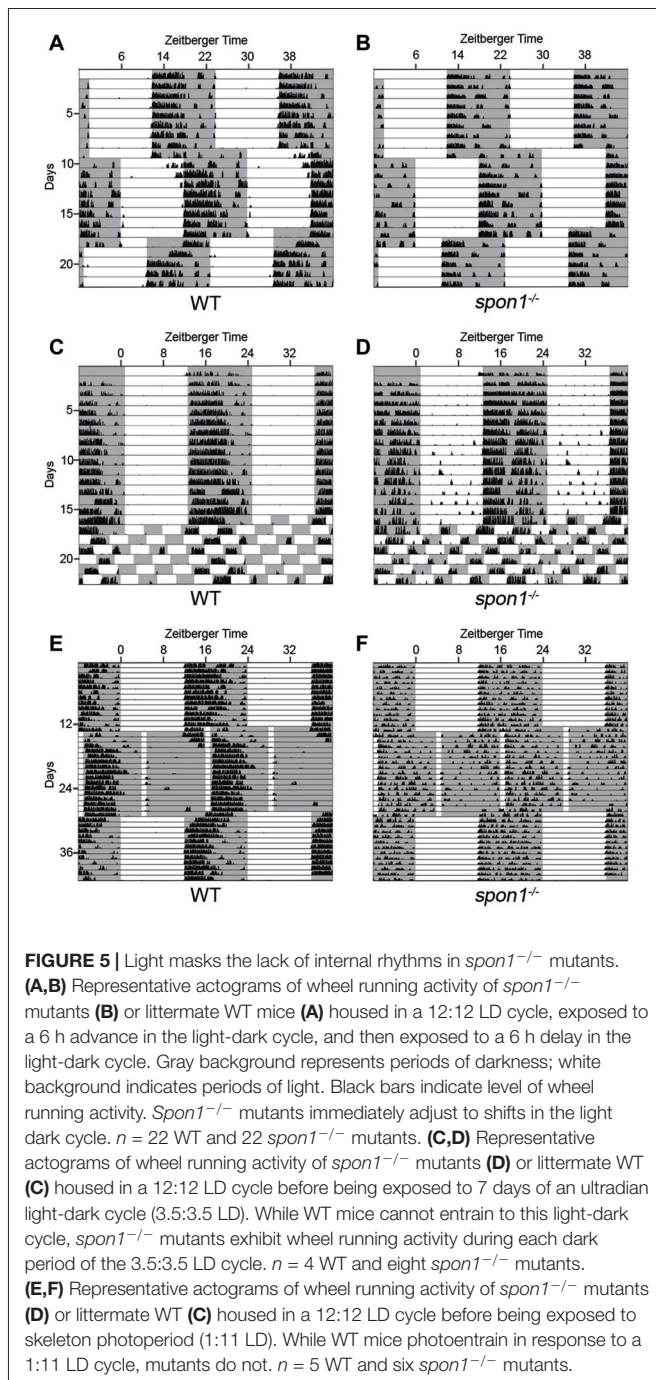 A
Zeitberger Time
6 14 22 30 38
Days
5
10
15
20
WT
B
Zeitberger Time
6 14 22 30 38
spon1-/-
C
Zeitberger Time
0 8 16 24 32
Days
5
10
15
20
WT
D
Zeitberger Time
0 8 16 24 32
spon1-/-
E
Zeitberger Time
0 8 16 24 32
Days
12
24
36
WT
F
Zeitberger Time
0 8 16 24 32
spon1-/-
FIGURE 5 | Light masks the lack of internal rhythms in spon1−/− mutants.
(A,B) Representative actograms of wheel running activity of spon1−/−
mutants (B) or littermate WT mice (A) housed in a 12:12 LD cycle, exposed to
a 6 h advance in the light-dark cycle, and then exposed to a 6 h delay in the
light-dark cycle. Gray background represents periods of darkness; white
background indicates periods of light. Black bars indicate level of wheel
running activity. Spon1−/− mutants immediately adjust to shifts in the light
dark cycle. n = 22 WT and 22 spon1−/− mutants. (C,D) Representative
actograms of wheel running activity of spon1−/− mutants (D) or littermate WT
(C) housed in a 12:12 LD cycle before being exposed to 7 days of an ultradian
light-dark cycle (3.5:3.5 LD). While WT mice cannot entrain to this light-dark
cycle, spon1−/− mutants exhibit wheel running activity during each dark
period of the 3.5:3.5 LD cycle. n = 4 WT and eight spon1−/− mutants.
(E,F) Representative actograms of wheel running activity of spon1−/− mutants
(D) or littermate WT (C) housed in a 12:12 LD cycle before being exposed to
skeleton photoperiod (1:11 LD). While WT mice photoentrain in response to a
1:11 LD cycle, mutants do not. n = 5 WT and six spon1−/− mutants.